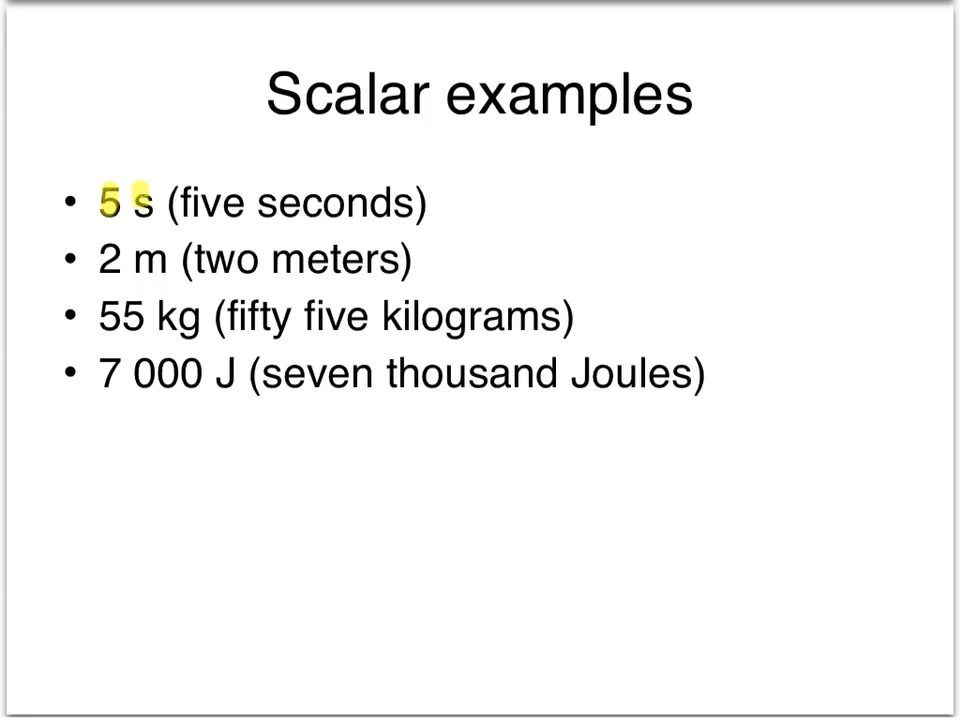 Scalar examples
• 5 s (five seconds)
• 2 m (two meters)
• 55 kg (fifty five kilograms)
• 7 000 J (seven thousand Joules)